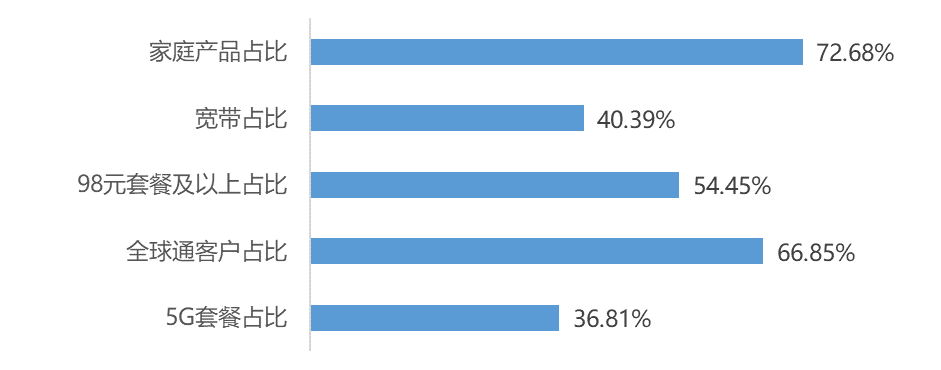 家庭产品占比 72.68%
宽带占比 40.39%
98元套餐及以上占比 54.45%
全球通客户占比 66.85%
5G套餐占比 36.81%